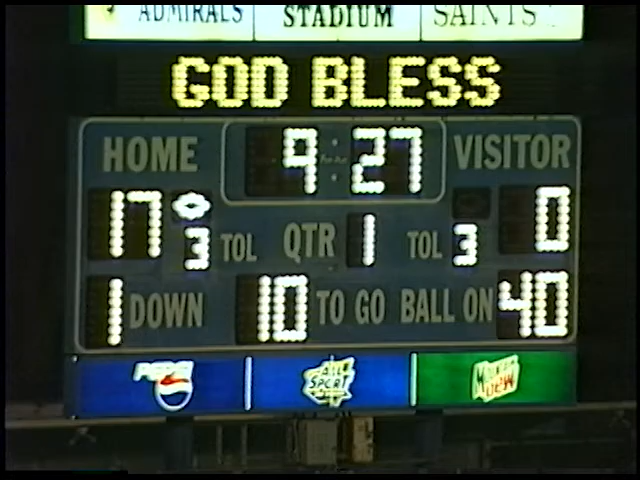 ADMIRALS STADIUM SAINTS
GOD BLESS
HOME 9:27 VISITOR
17 3 TOL QTR 1 TOL 3 0
1 DOWN 10 TO GO BALL ON 40
PEPSI ALL SPORT Mountain Dew